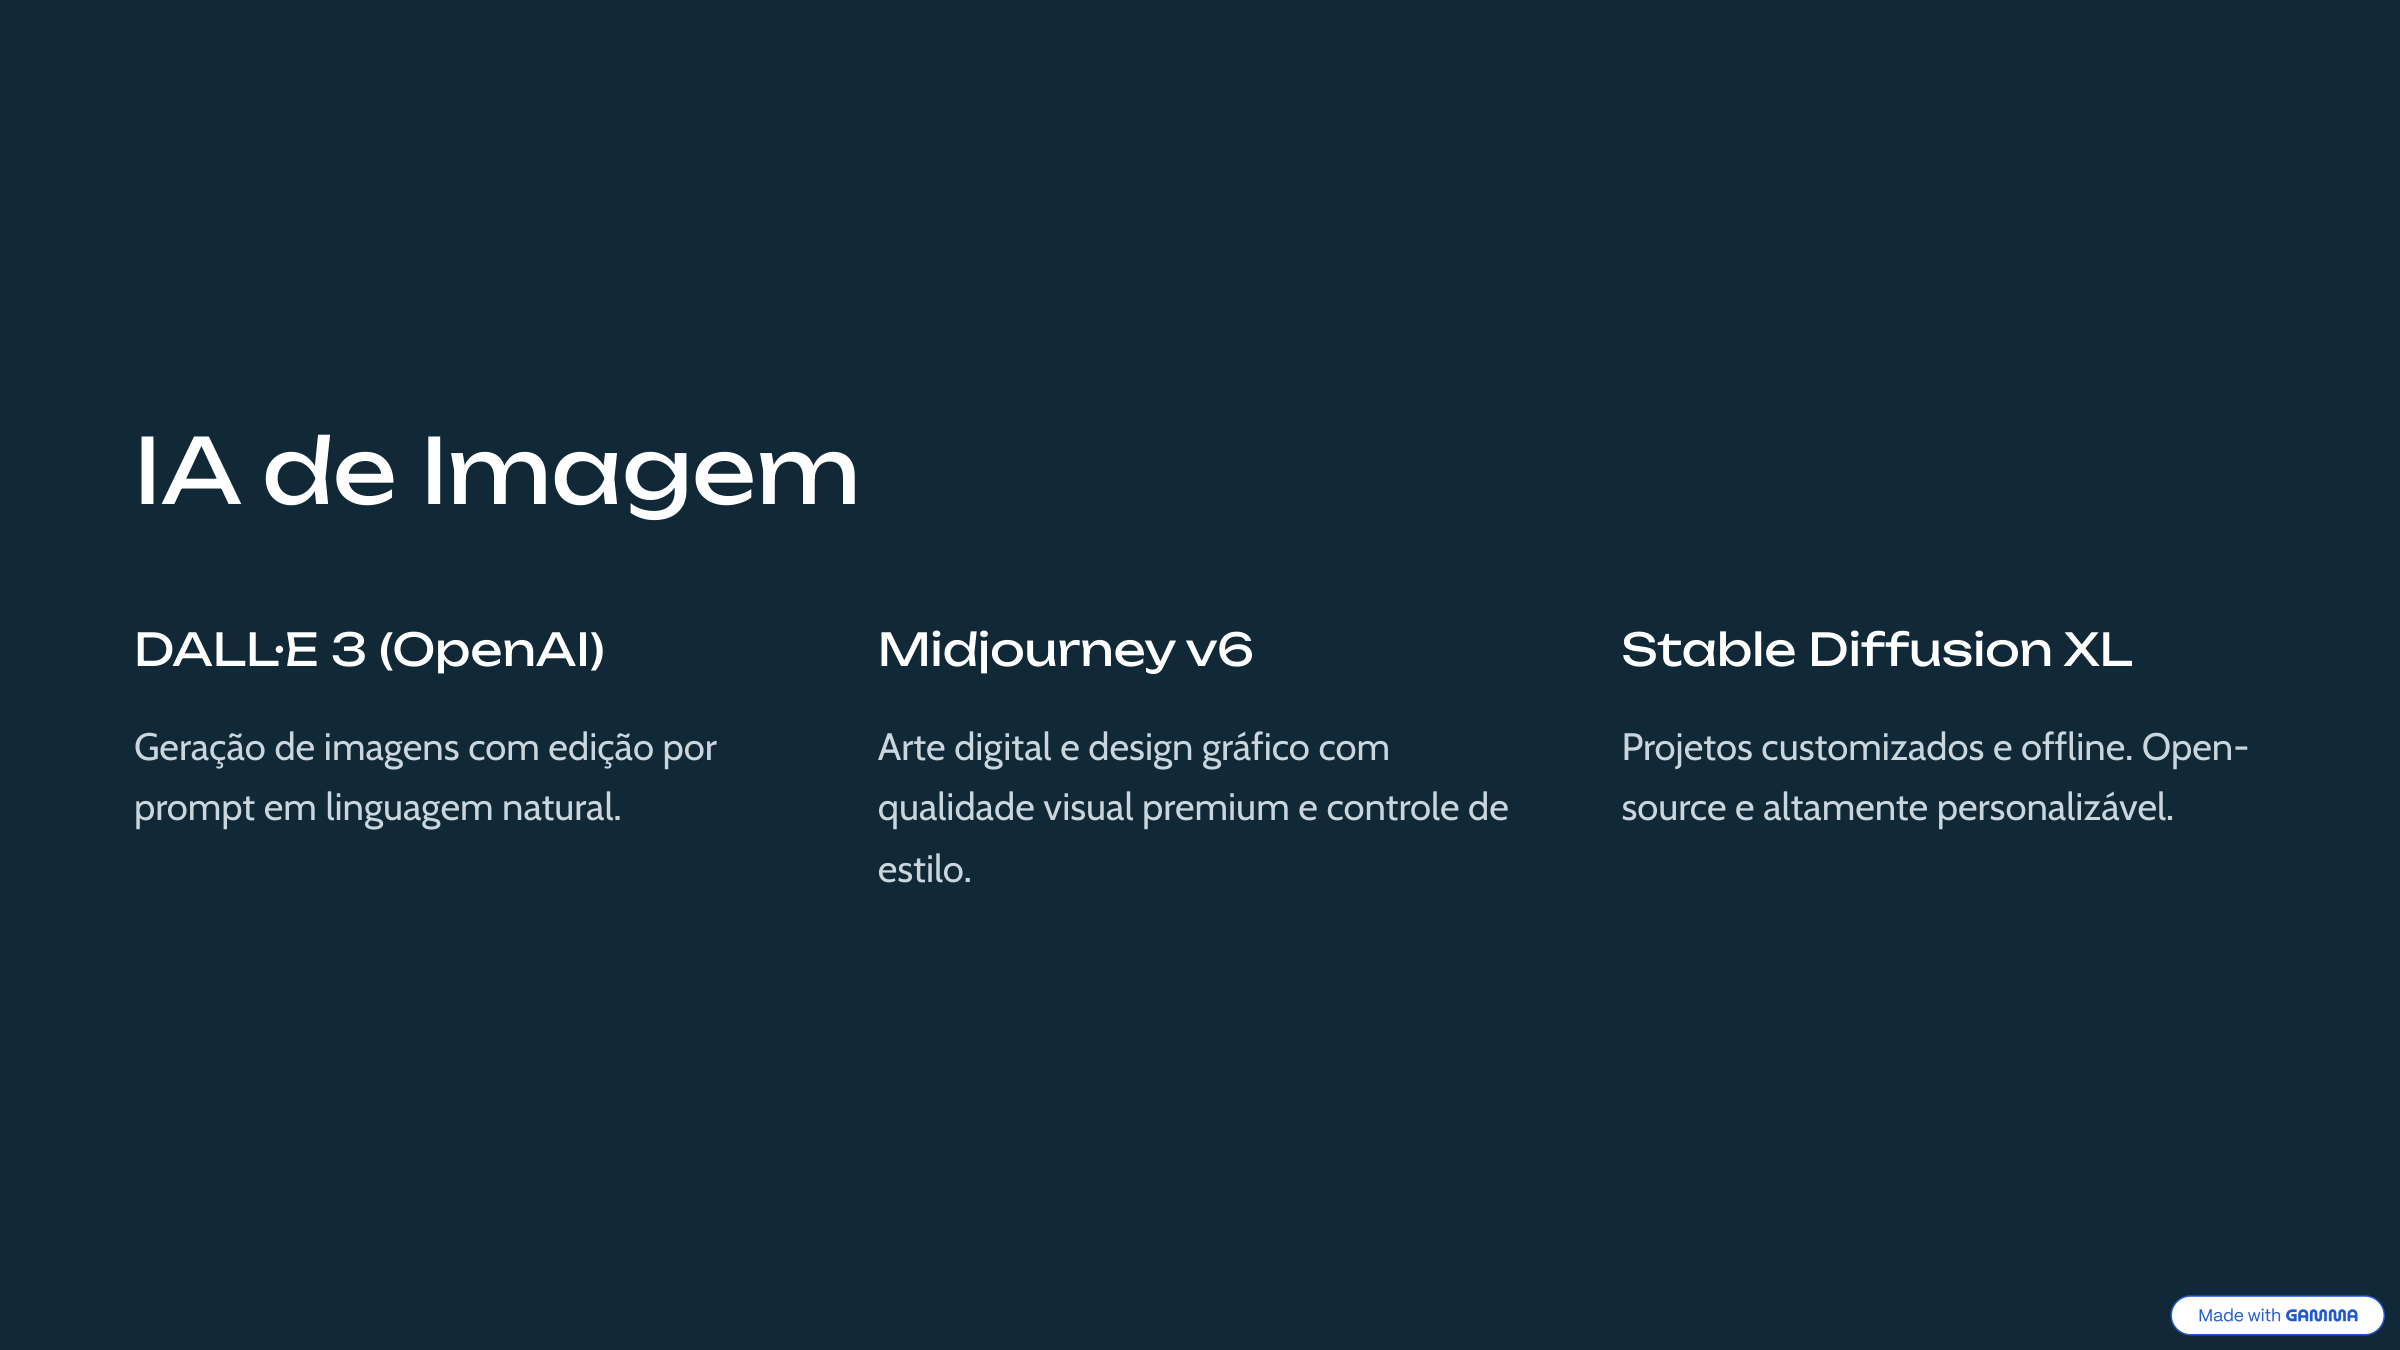 IA de Imagem
DALL·E 3 (OpenAI)
Geração de imagens com edição por
prompt em linguagem natural.
Midjourney v6
Arte digital e design gráfico com
qualidade visual premium e controle de
estilo.
Stable Diffusion XL
Projetos customizados e offline. Open-
source e altamente personalizável.
Made with GAMMA